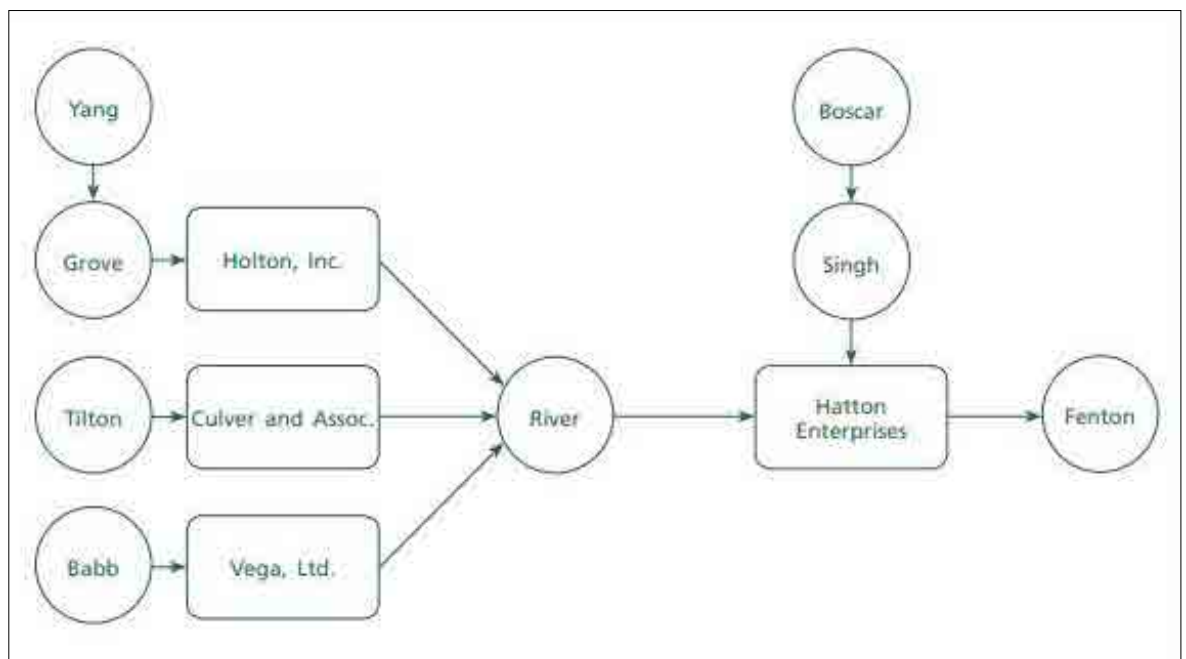 Yang
Boscar
Grove
Holton, Inc.
Singh
Tilton
Culver and Assoc.
River
Hatton
Enterprises
Fenton
Babb
Vega, Ltd.